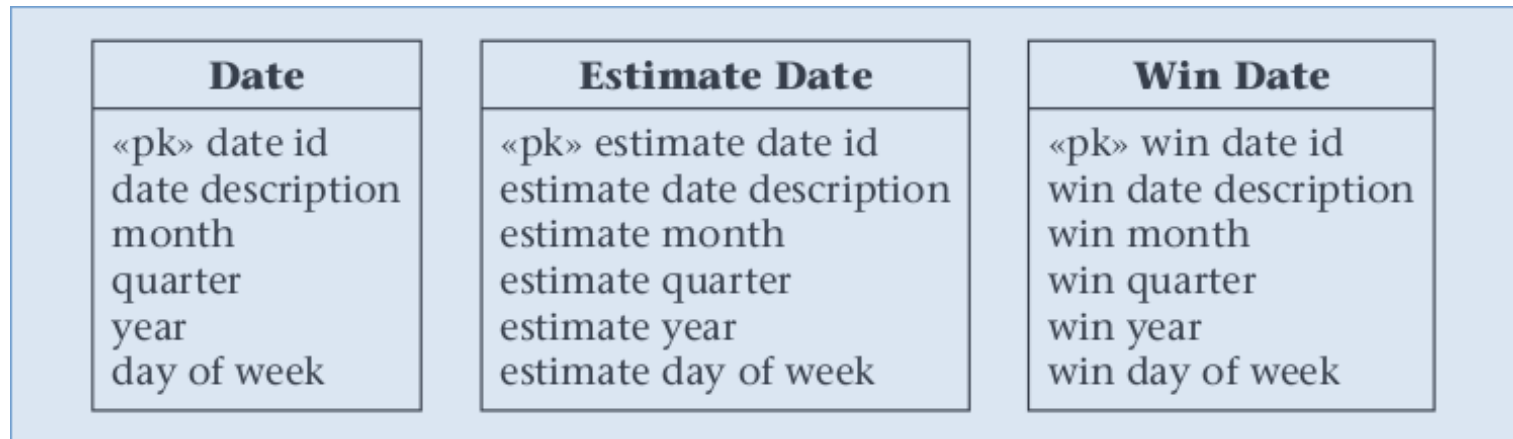 Date
«pk» date id
date description
month
quarter
year
day of week
Estimate Date
«pk» estimate date id
estimate date description
estimate month
estimate quarter
estimate year
estimate day of week
Win Date
«pk» win date id
win date description
win month
win quarter
win year
win day of week